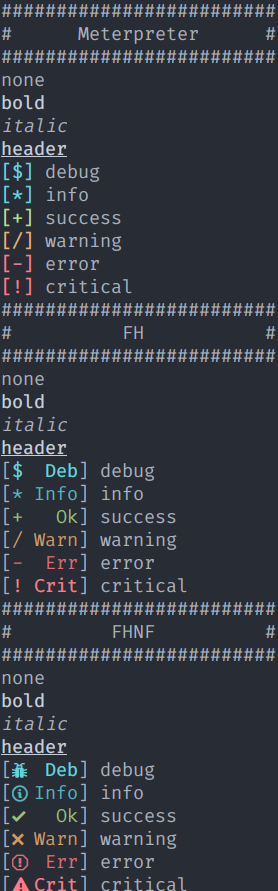 #########################
#      Meterpreter      #
#########################
none
bold
italic
header
[$] debug
[*] info
[+] success
[/] warning
[-] error
[!] critical
#########################
#          FH           #
#########################
none
bold
italic
header
[$  Deb] debug
[* Info] info
[+   Ok] success
[/ Warn] warning
[-  Err] error
[! Crit] critical
#########################
#         FHNF          #
#########################
none
bold
italic
header
[  Deb] debug
[ Info] info
[✔   Ok] success
[✖ Warn] warning
[  Err] error
[ Crit] critical